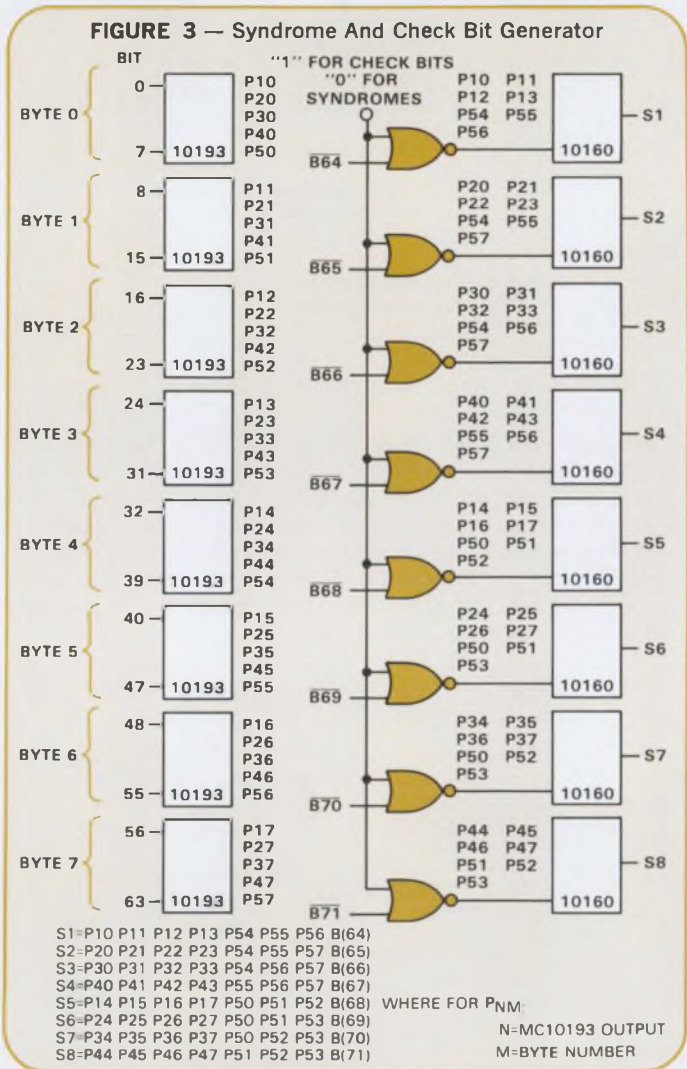 FIGURE 3 — Syndrome And Check Bit Generator
BIT
"1" FOR CHECK BITS
"0" FOR
SYNDROMES
BYTE 0
0
7
10193
P10
P20
P30
P40
P50
B64
P10 P11
P12 P13
P54 P55
P56
10160
S1
BYTE 1
8
15
10193
P11
P21
P31
P41
P51
B65
P20 P21
P22 P23
P54 P55
P57
10160
S2
BYTE 2
16
23
10193
P12
P22
P32
P42
P52
B66
P30 P31
P32 P33
P54 P56
P57
10160
S3
BYTE 3
24
31
10193
P13
P23
P33
P43
P53
B67
P40 P41
P42 P43
P55 P56
P57
10160
S4
BYTE 4
32
39
10193
P14
P24
P34
P44
P54
B68
P14 P15
P16 P17
P50 P51
P52
10160
S5
BYTE 5
40
47
10193
P15
P25
P35
P45
P55
B69
P24 P25
P26 P27
P50 P51
P53
10160
S6
BYTE 6
48
55
10193
P16
P26
P36
P46
P56
B70
P34 P35
P36 P37
P50 P52
P53
10160
S7
BYTE 7
56
63
10193
P17
P27
P37
P47
P57
B71
P44 P45
P46 P47
P51 P52
P53
10160
S8
S1=P10 P11 P12 P13 P54 P55 P56 B(64)
S2=P20 P21 P22 P23 P54 P55 P57 B(65)
S3=P30 P31 P32 P33 P54 P56 P57 B(66)
S4=P40 P41 P42 P43 P55 P56 P57 B(67)
S5=P14 P15 P16 P17 P50 P51 P52 B(68) WHERE FOR PNM:
S6=P24 P25 P26 P27 P50 P51 P53 B(69)
N=MC10193 OUTPUT
S7=P34 P35 P36 P37 P50 P52 P53 B(70)
S8=P44 P45 P46 P47 P51 P52 P53 B(71)
M=BYTE NUMBER